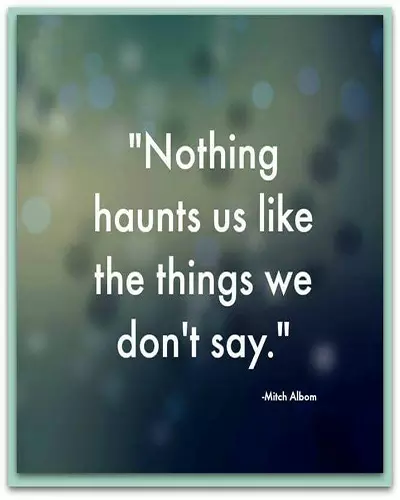 "Nothing
haunts us like
the things we
don't say."
-Mitch Albom